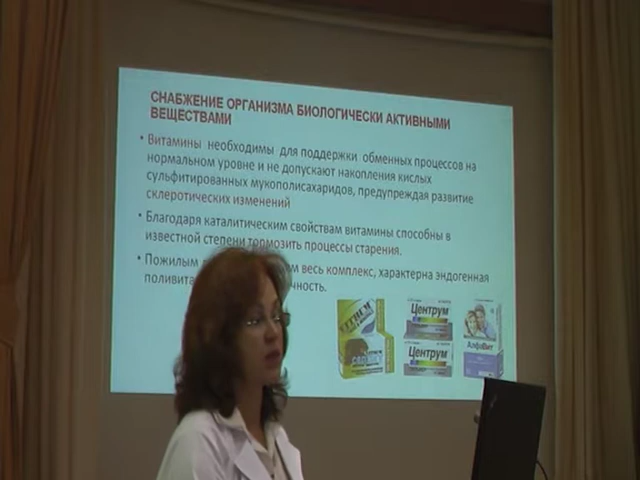 СНАБЖЕНИЕ ОРГАНИЗМА БИОЛОГИЧЕСКИ АКТИВНЫМИ
ВЕЩЕСТВАМИ
• Витамины необходимы для поддержки обменных процессов на
нормальном уровне и не допускают накопления кислых
сульфитированных мукополисахаридов, предупреждая развитие
склеротических изменений
• Благодаря каталитическим свойствам витамины способны в
известной степени тормозить процессы старения.
• Пожилым весь комплекс, характерна эндогенная
VITRUM
Центрум
Центрум
АлфаВит